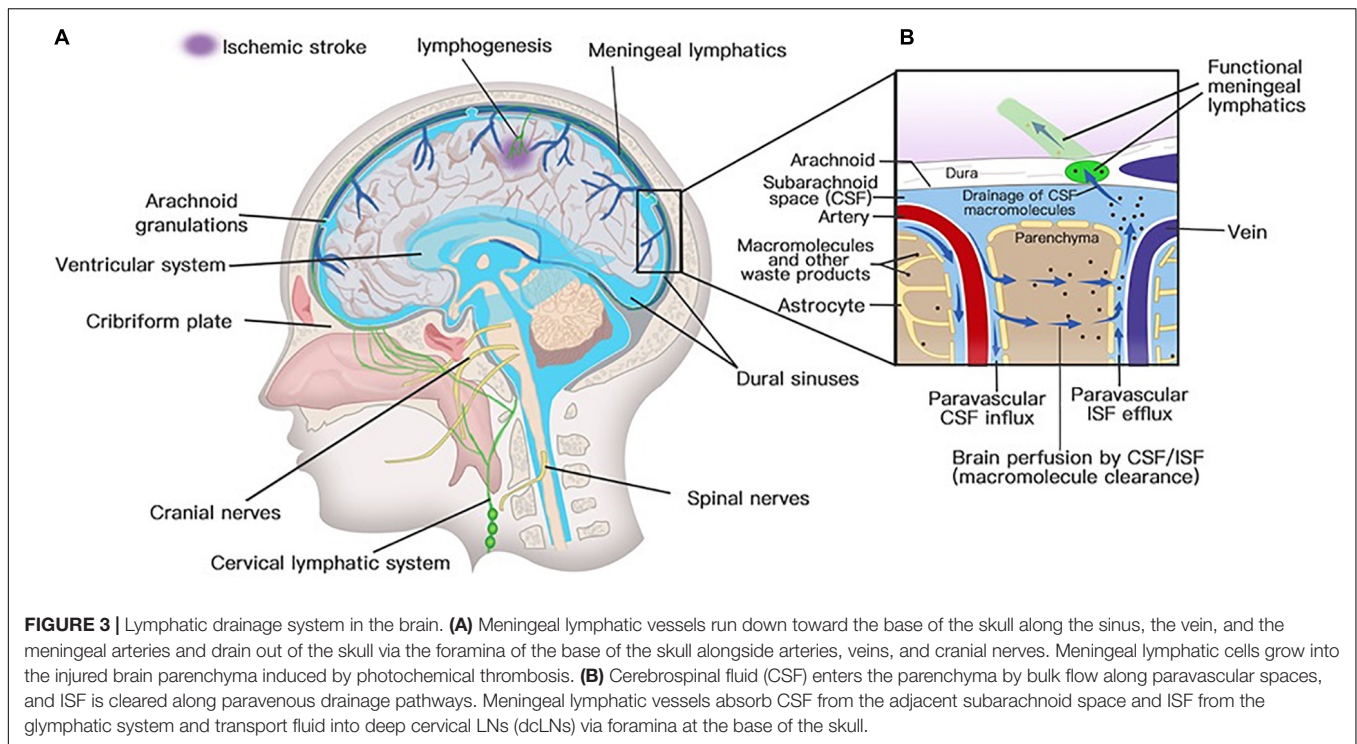 A
Ischemic stroke
lymphogenesis
Meningeal lymphatics
Arachnoid
granulations
Ventricular system
Cribriform plate
Dural sinuses
Cranial nerves
Spinal nerves
Cervical lymphatic system
B
Functional
meningeal
lymphatics
Arachnoid
Dura
Subarachnoid
space (CSF)
Drainage of CSF
macromolecules
Artery
Parenchyma
Vein
Macromolecules
and other
waste products
Astrocyte
Paravascular
CSF influx
Paravascular
ISF efflux
Brain perfusion by CSF/ISF
(macromolecule clearance)
FIGURE 3 | Lymphatic drainage system in the brain. (A) Meningeal lymphatic vessels run down toward the base of the skull along the sinus, the vein, and the
meningeal arteries and drain out of the skull via the foramina of the base of the skull alongside arteries, veins, and cranial nerves. Meningeal lymphatic cells grow into
the injured brain parenchyma induced by photochemical thrombosis. (B) Cerebrospinal fluid (CSF) enters the parenchyma by bulk flow along paravascular spaces,
and ISF is cleared along paravenous drainage pathways. Meningeal lymphatic vessels absorb CSF from the adjacent subarachnoid space and ISF from the
glymphatic system and transport fluid into deep cervical LNs (dcLNs) via foramina at the base of the skull.